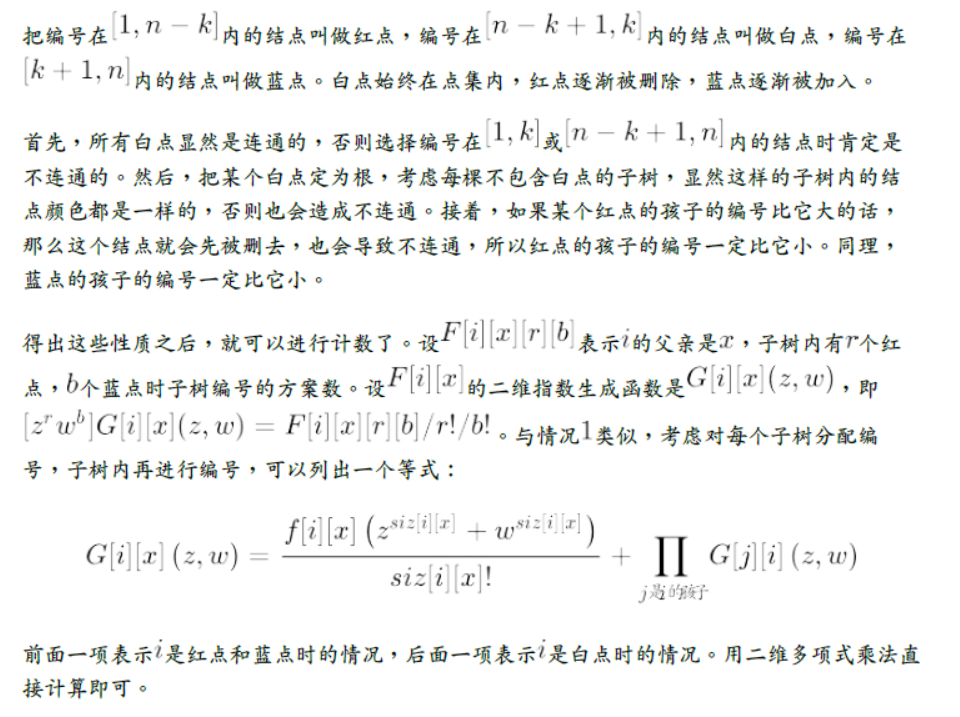 把编号在[1, n − k]内的结点叫做红点，编号在[n − k + 1, k]内的结点叫做白点，编号在
[k + 1, n]内的结点叫做蓝点。白点始终在点集内，红点逐渐被删除，蓝点逐渐被加入。
首先，所有白点显然是连通的，否则选择编号在[1, k]或[n − k + 1, n]内的结点时肯定是
不连通的。然后，把某个白点定为根，考虑每棵不包含白点的子树，显然这样的子树内的结
点颜色都是一样的，否则也会造成不连通。接着，如果某个红点的孩子的编号比它大的话，
那么这个结点就会先被删去，也会导致不连通，所以红点的孩子的编号一定比它小。同理，
蓝点的孩子的编号一定比它小。
得出这些性质之后，就可以进行计数了。设F[i][x][r][b]表示i的父亲是x，子树内有r个红
点，b个蓝点时子树编号的方案数。设F[i][x]的二维指数生成函数是G[i][x](z, w)，即
[z^r w^b]G[i][x](z, w) = F[i][x][r][b]/r!/b!。与情况1类似，考虑对每个子树分配编
号，子树内再进行编号，可以列出一个等式：
G[i][x] (z, w) = \frac{f[i][x] (z^{siz[i][x]} + w^{siz[i][x]})}{siz[i][x]!} + \prod_{j是i的孩子} G[j][i] (z, w)
前面一项表示i是红点和蓝点时的情况，后面一项表示i是白点时的情况。用二维多项式乘法直
接计算即可。